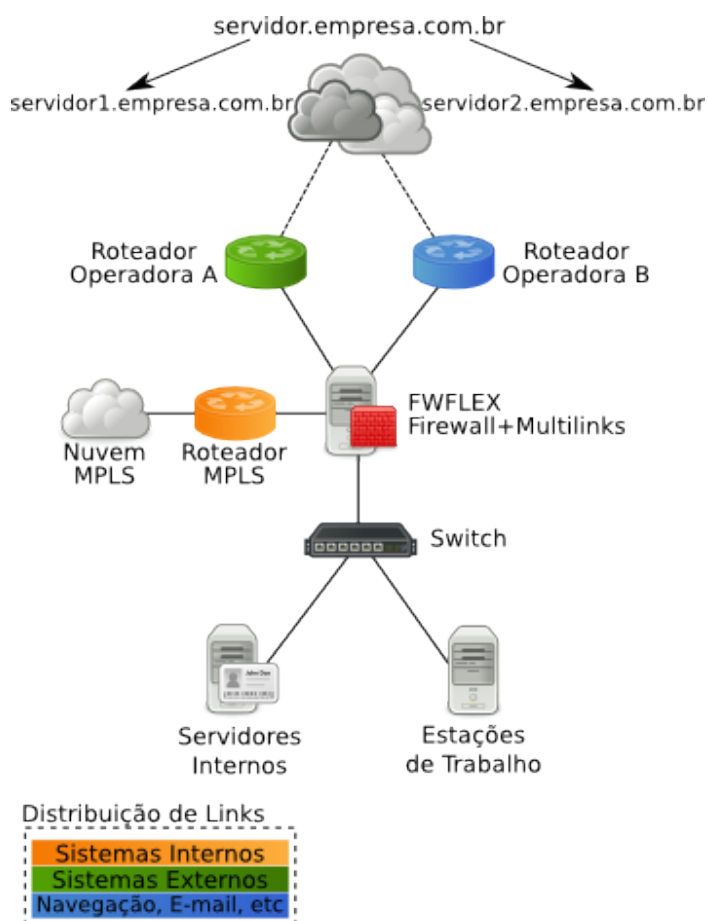 servidor.empresa.com.br
servidor1.empresa.com.br
servidor2.empresa.com.br
Roteador
Operadora A
Roteador
Operadora B
FWFLEX
Firewall+Multilinks
Nuvem
MPLS
Roteador
MPLS
Switch
John Doe
Servidores
Internos
Estações
de Trabalho
Distribuição de Links
Sistemas Internos
Sistemas Externos
Navegação, E-mail, etc